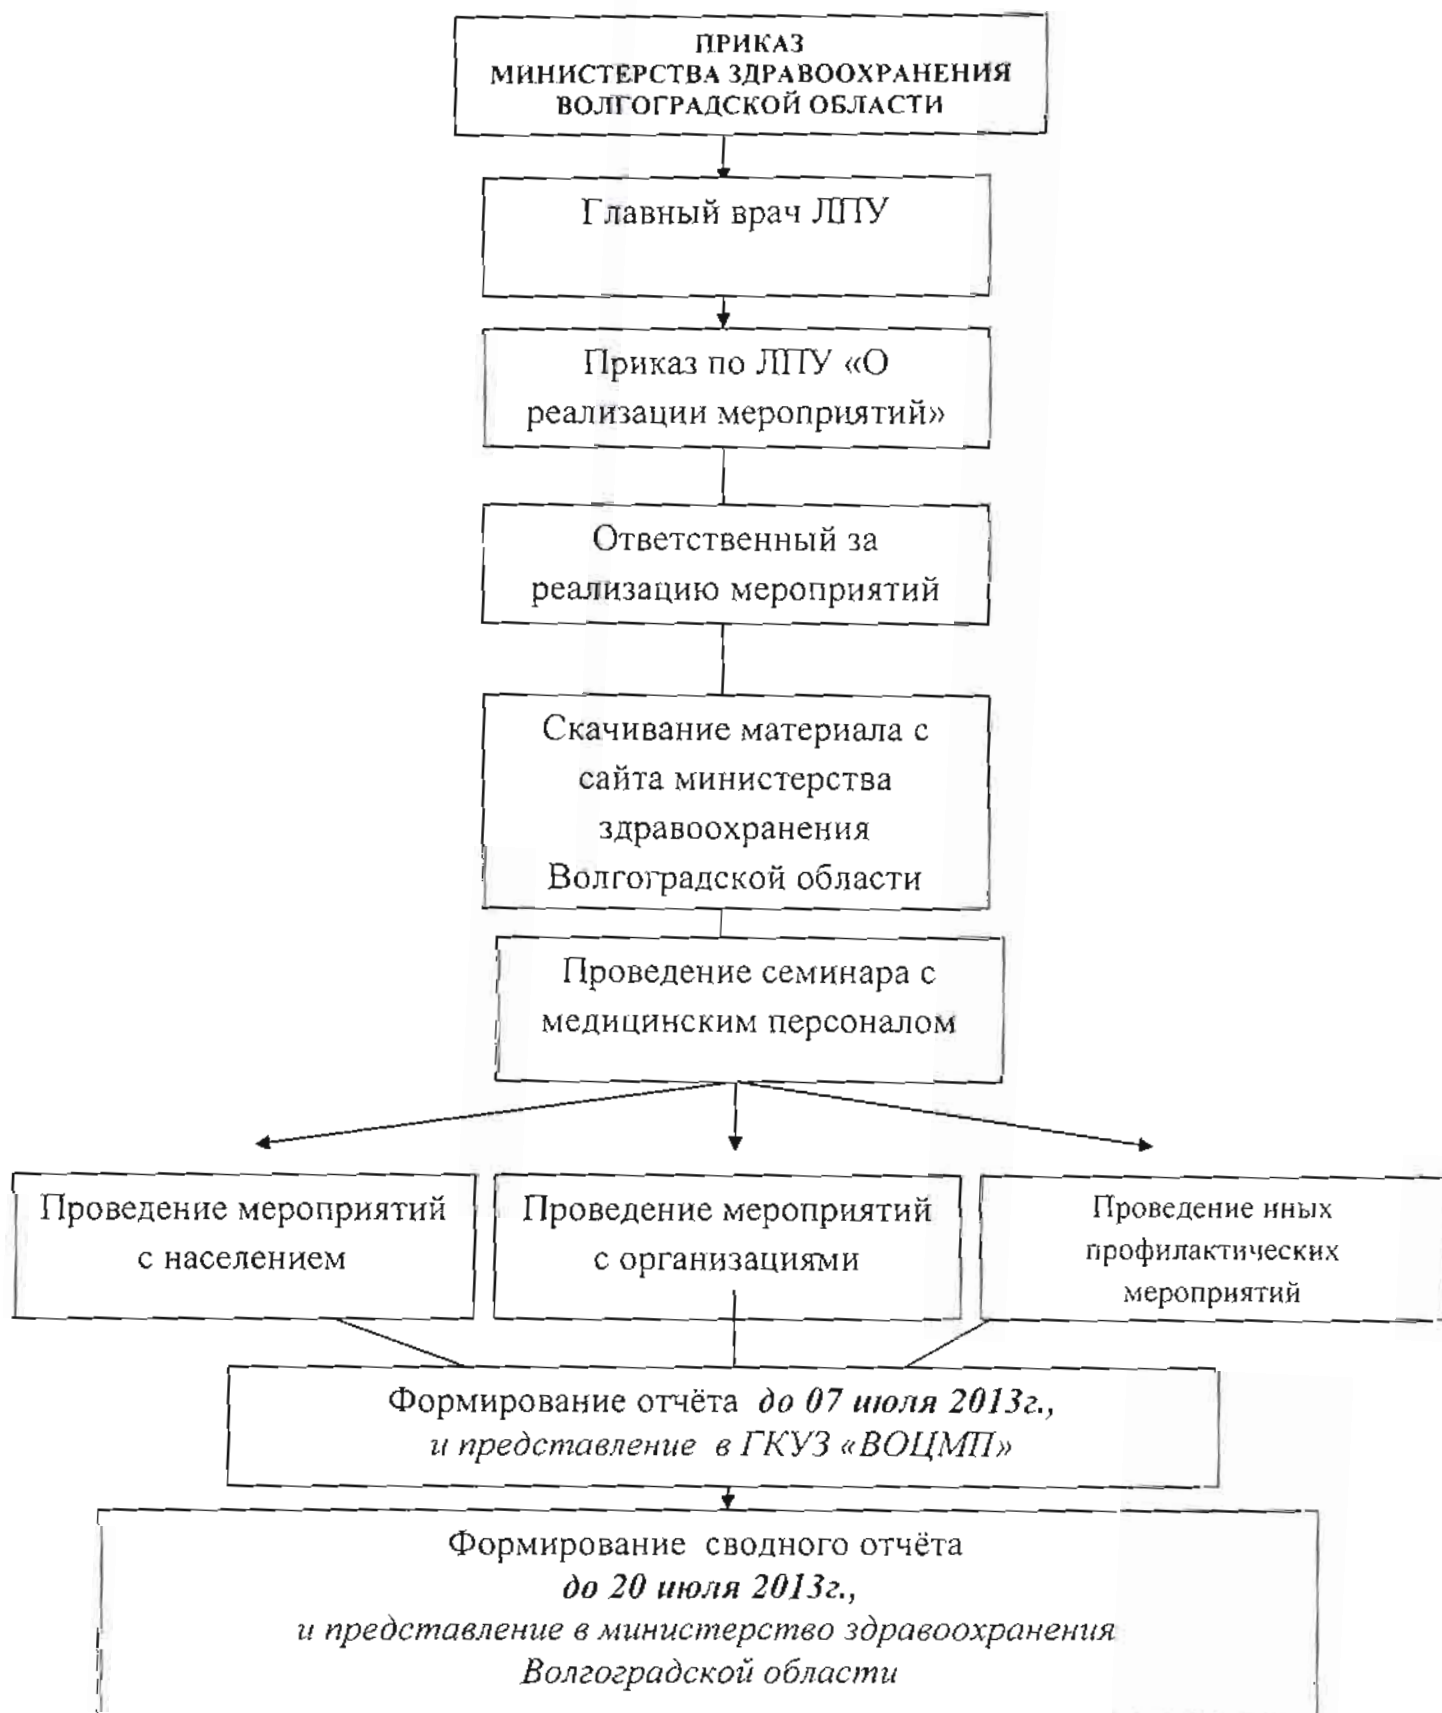 ПРИКАЗ
МИНИСТЕРСТВА ЗДРАВООХРАНЕНИЯ
ВОЛГОГРАДСКОЙ ОБЛАСТИ
Главный врач ЛПУ
Приказ по ЛПУ «О
реализации мероприятий»
Ответственный за
реализацию мероприятий
Скачивание материала с
сайта министерства
здравоохранения
Волгоградской области
Проведение семинара с
медицинским персоналом
Проведение мероприятий
с населением
Проведение мероприятий
с организациями
Проведение иных
профилактических
мероприятий
Формирование отчёта до 07 июля 2013г.,
и представление в ГКУЗ «ВОЦМП»
Формирование сводного отчёта
до 20 июля 2013г.,
и представление в министерство здравоохранения
Волгоградской области